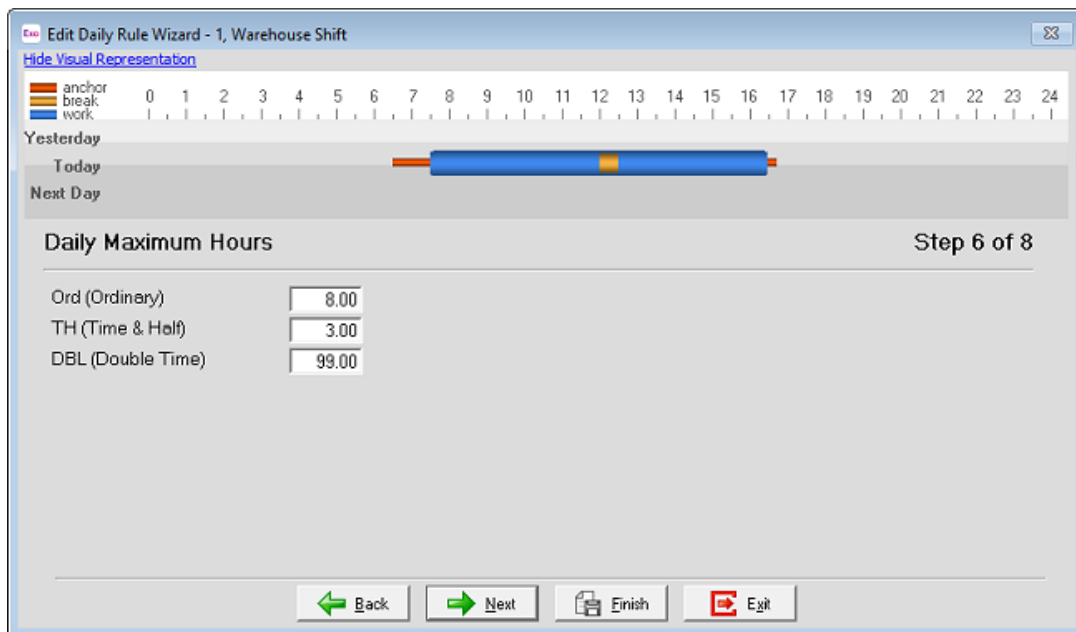 Exo Edit Daily Rule Wizard - 1, Warehouse Shift
Hide Visual Representation
anchor
break
work
0 1 2 3 4 5 6 7 8 9 10 11 12 13 14 15 16 17 18 19 20 21 22 23 24
Yesterday
Today
Next Day
Daily Maximum Hours Step 6 of 8
Ord (Ordinary) 8.00
TH (Time & Half) 3.00
DBL (Double Time) 99.00
Back Next Finish Exit